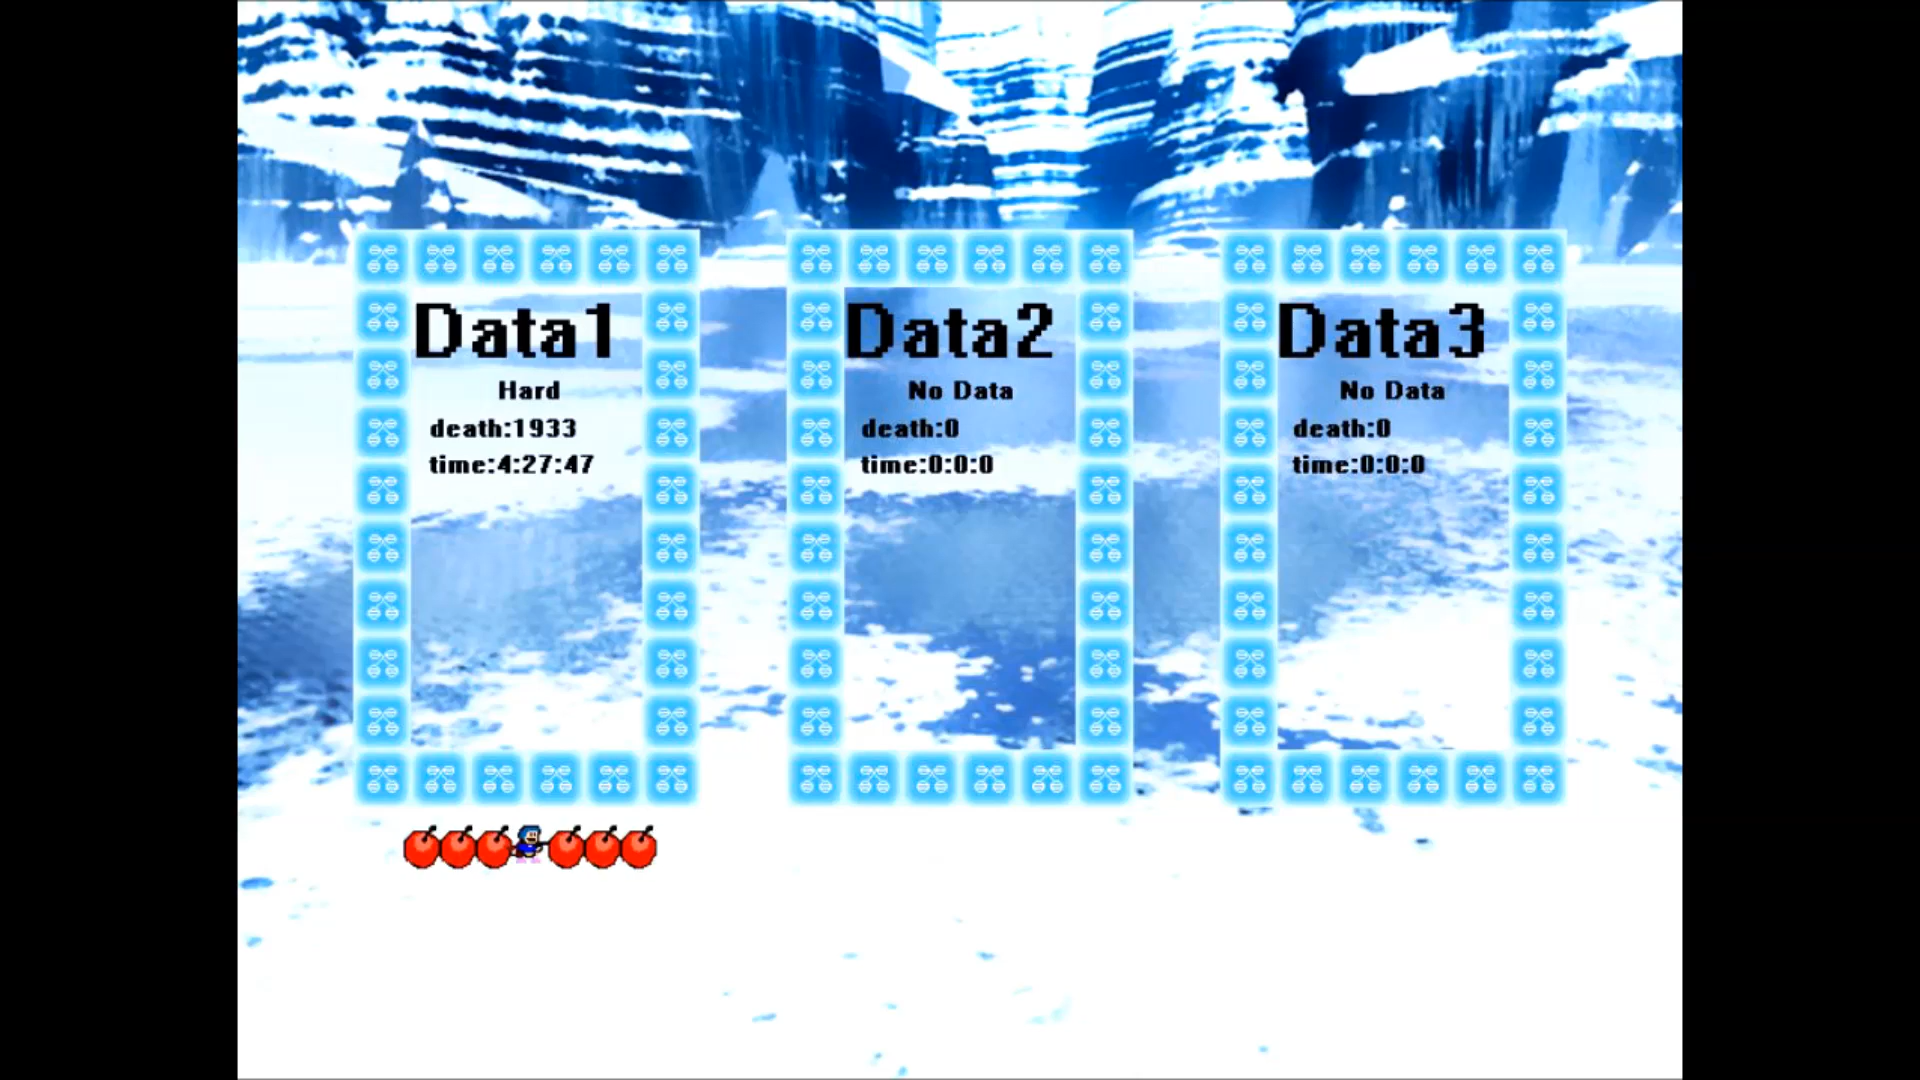 Data1
Hard
death:1933
time:4:27:47
Data2
No Data
death:0
time:0:0:0
Data3
No Data
death:0
time:0:0:0